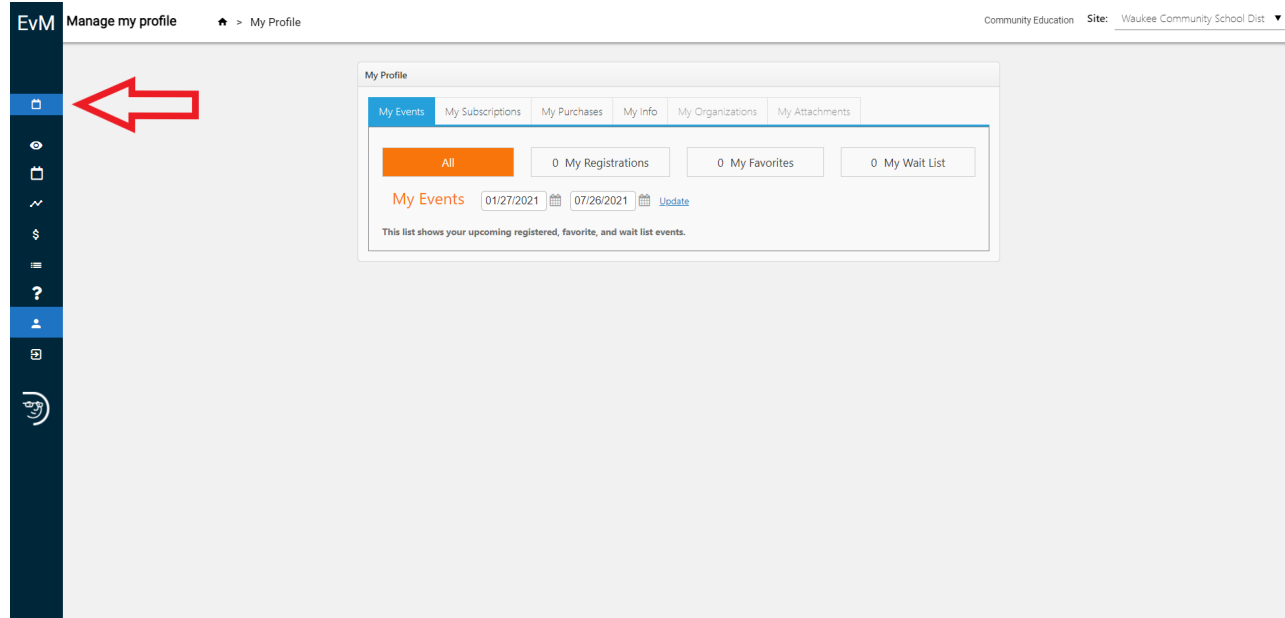 EvM Manage my profile > My Profile Community Education Site: Waukee Community School Dist
My Profile
My Events My Subscriptions My Purchases My Info My Organizations My Attachments
All 0 My Registrations 0 My Favorites 0 My Wait List
My Events 01/27/2021 07/26/2021 Update
This list shows your upcoming registered, favorite, and wait list events.